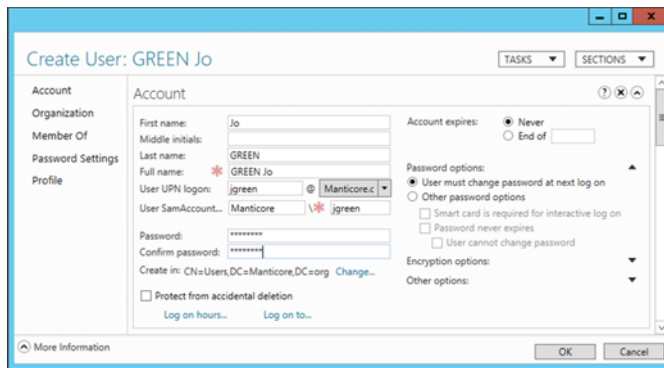 Create User: GREEN Jo
TASKS
SECTIONS
Account
Organization
Member Of
Password Settings
Profile
Account
First name: Jo
Middle initials:
Last name: GREEN
Full name: * GREEN Jo
User UPN logon: jgreen @ Manticore.c
User SamAccount... Manticore \* jgreen
Password: ********
Confirm password: ********
Create in: CN=Users,DC=Manticore,DC=org Change...
Protect from accidental deletion
Log on hours... Log on to...
Account expires: Never
End of
Password options:
User must change password at next log on
Other password options
Smart card is required for interactive log on
Password never expires
User cannot change password
Encryption options:
Other options:
More Information
OK
Cancel